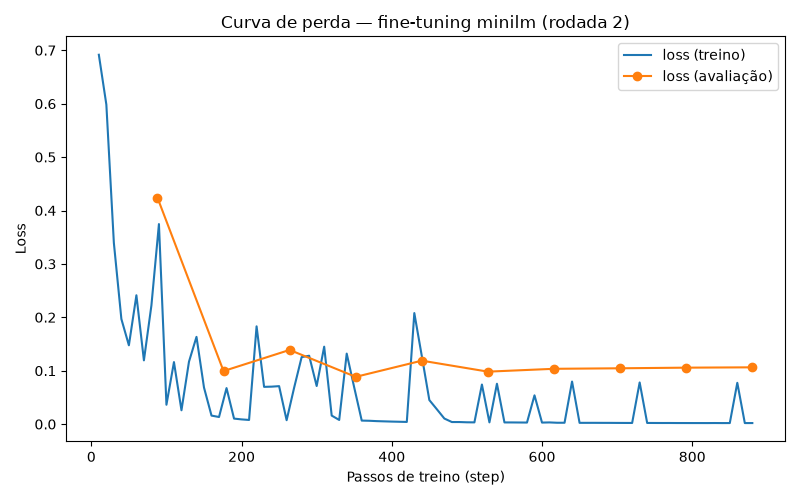 Curva de perda — fine-tuning minilm (rodada 2)
loss (treino)
loss (avaliação)
Loss
0.7
0.6
0.5
0.4
0.3
0.2
0.1
0.0
0 200 400 600 800
Passos de treino (step)